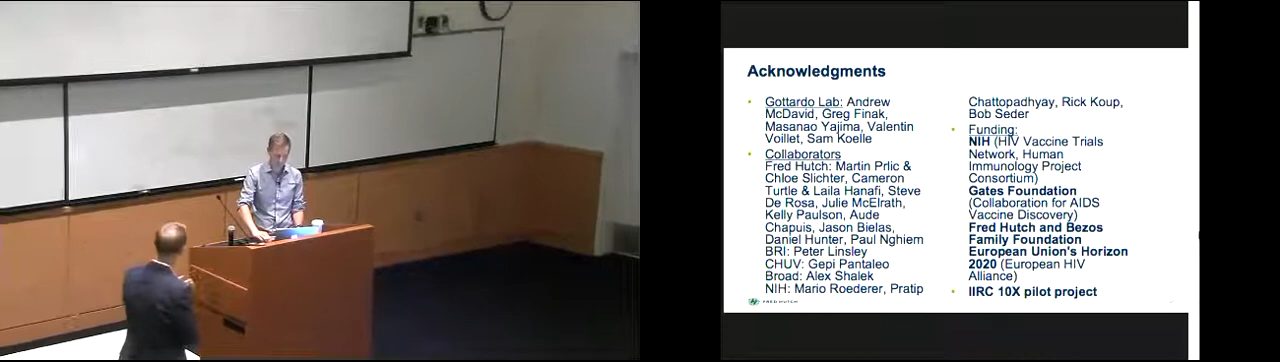 Acknowledgments
• Gottardo Lab: Andrew
McDavid, Greg Finak,
Masanao Yajima, Valentin
Voillet, Sam Koelle
• Collaborators
Fred Hutch: Martin Prlic &
Chloe Slichter, Cameron
Turtle & Laila Hanafi, Steve
De Rosa, Julie McElrath,
Kelly Paulson, Aude
Chapuis, Jason Bielas,
Daniel Hunter, Paul Nghiem
BRI: Peter Linsley
CHUV: Gepi Pantaleo
Broad: Alex Shalek
NIH: Mario Roederer, Pratip
Chattopadhyay, Rick Koup,
Bob Seder
• Funding:
NIH (HIV Vaccine Trials
Network, Human
Immunology Project
Consortium)
Gates Foundation
(Collaboration for AIDS
Vaccine Discovery)
Fred Hutch and Bezos
Family Foundation
European Union's Horizon
2020 (European HIV
Alliance)
• IIRC 10X pilot project
FRED HUTCH